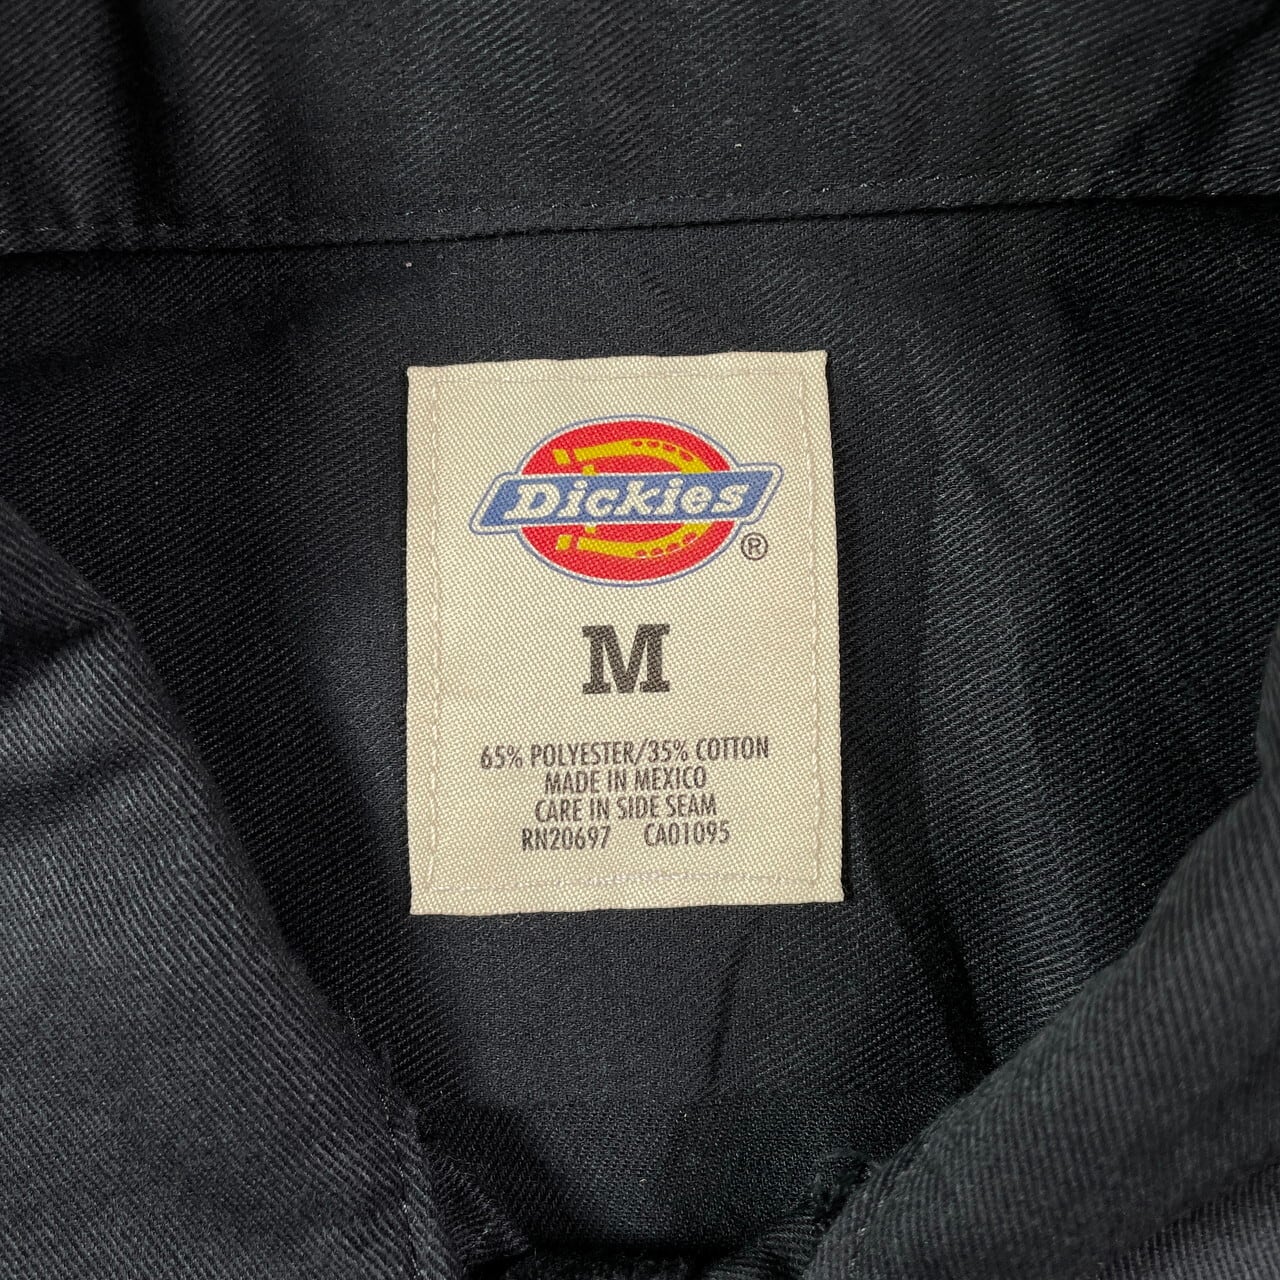 Dickies
®
M
65% POLYESTER/35% COTTON
MADE IN MEXICO
CARE IN SIDE SEAM
RN20697 CA01095